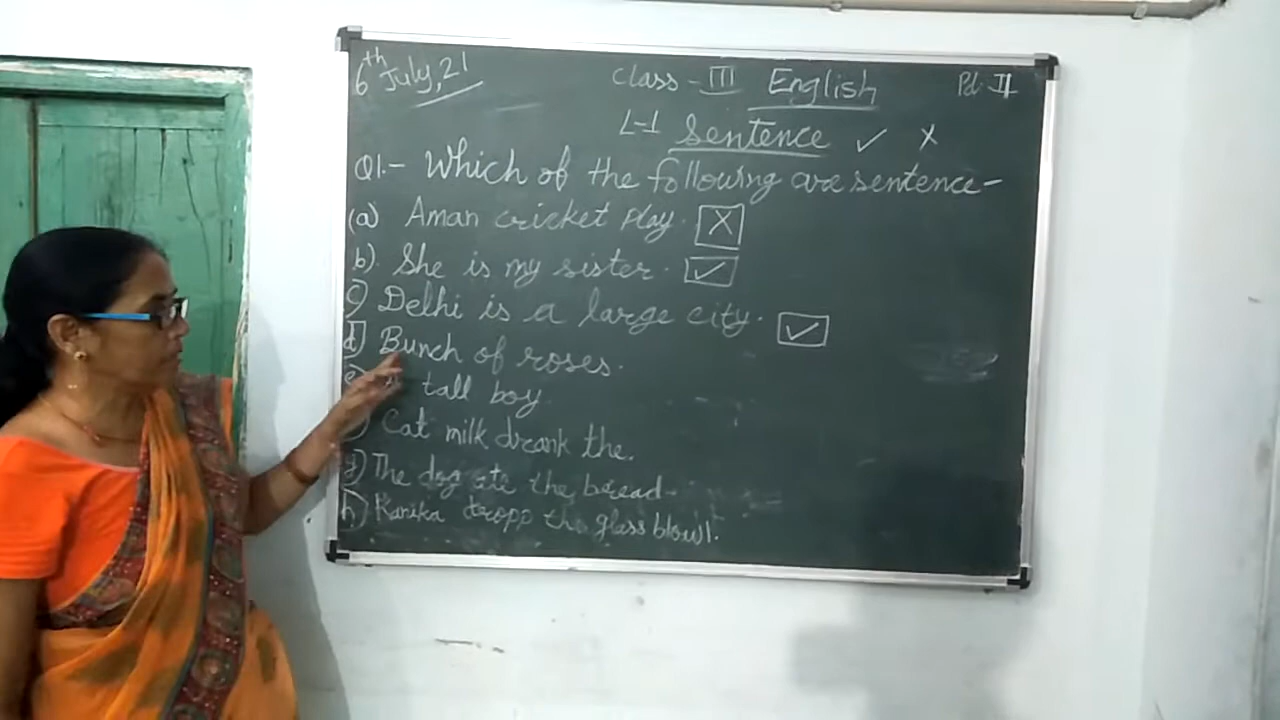 6th July, 21 Class - III English Pd: II
L-1 Sentence ✓ X
Q1.- Which of the following are sentence-
(a) Aman cricket play. X
b). She is my sister. ✓
c) Delhi is a large city. ✓
d) Bunch of roses.
e) tall boy.
Cat milk drank the.
g) The dog ate the bread-
h) Kanika dropp the glass blowl.